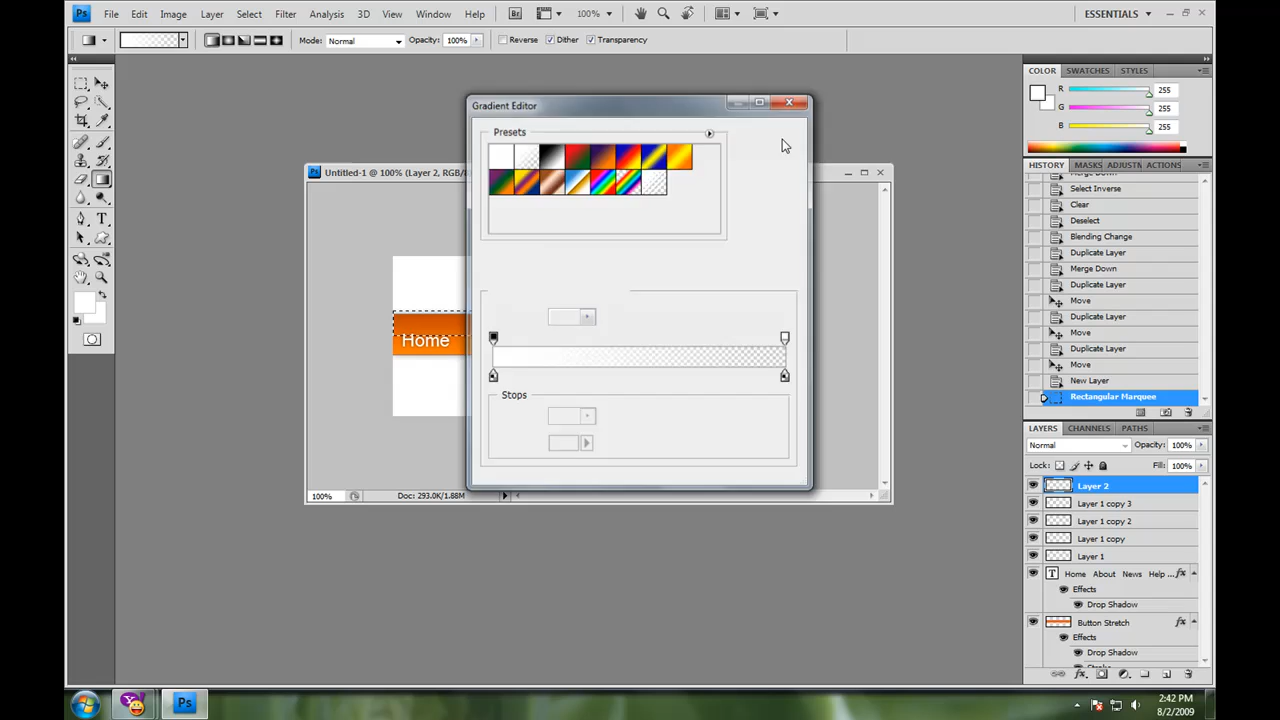 Ps File Edit Image Layer Select Filter Analysis 3D View Window Help Br 100% ESSENTIALS
Mode: Normal Opacity: 100% Reverse Dither Transparency
COLOR SWATCHES STYLES
R 255
G 255
B 255
Gradient Editor
Presets
Stops
Untitled-1 @ 100% (Layer 2, RGB/8
Home
100% Doc: 293.0K/1.88M
HISTORY MASKS ADJUSTM ACTIONS
Merge Down
Select Inverse
Clear
Deselect
Blending Change
Duplicate Layer
Merge Down
Duplicate Layer
Move
Duplicate Layer
Move
Duplicate Layer
Move
New Layer
Rectangular Marquee
LAYERS CHANNELS PATHS
Normal Opacity: 100%
Lock: Fill: 100%
Layer 2
Layer 1 copy 3
Layer 1 copy 2
Layer 1 copy
Layer 1
T Home About News Help ... fx
Effects
Drop Shadow
Button Stretch fx
Effects
Drop Shadow
Ps
2:42 PM
8/2/2009